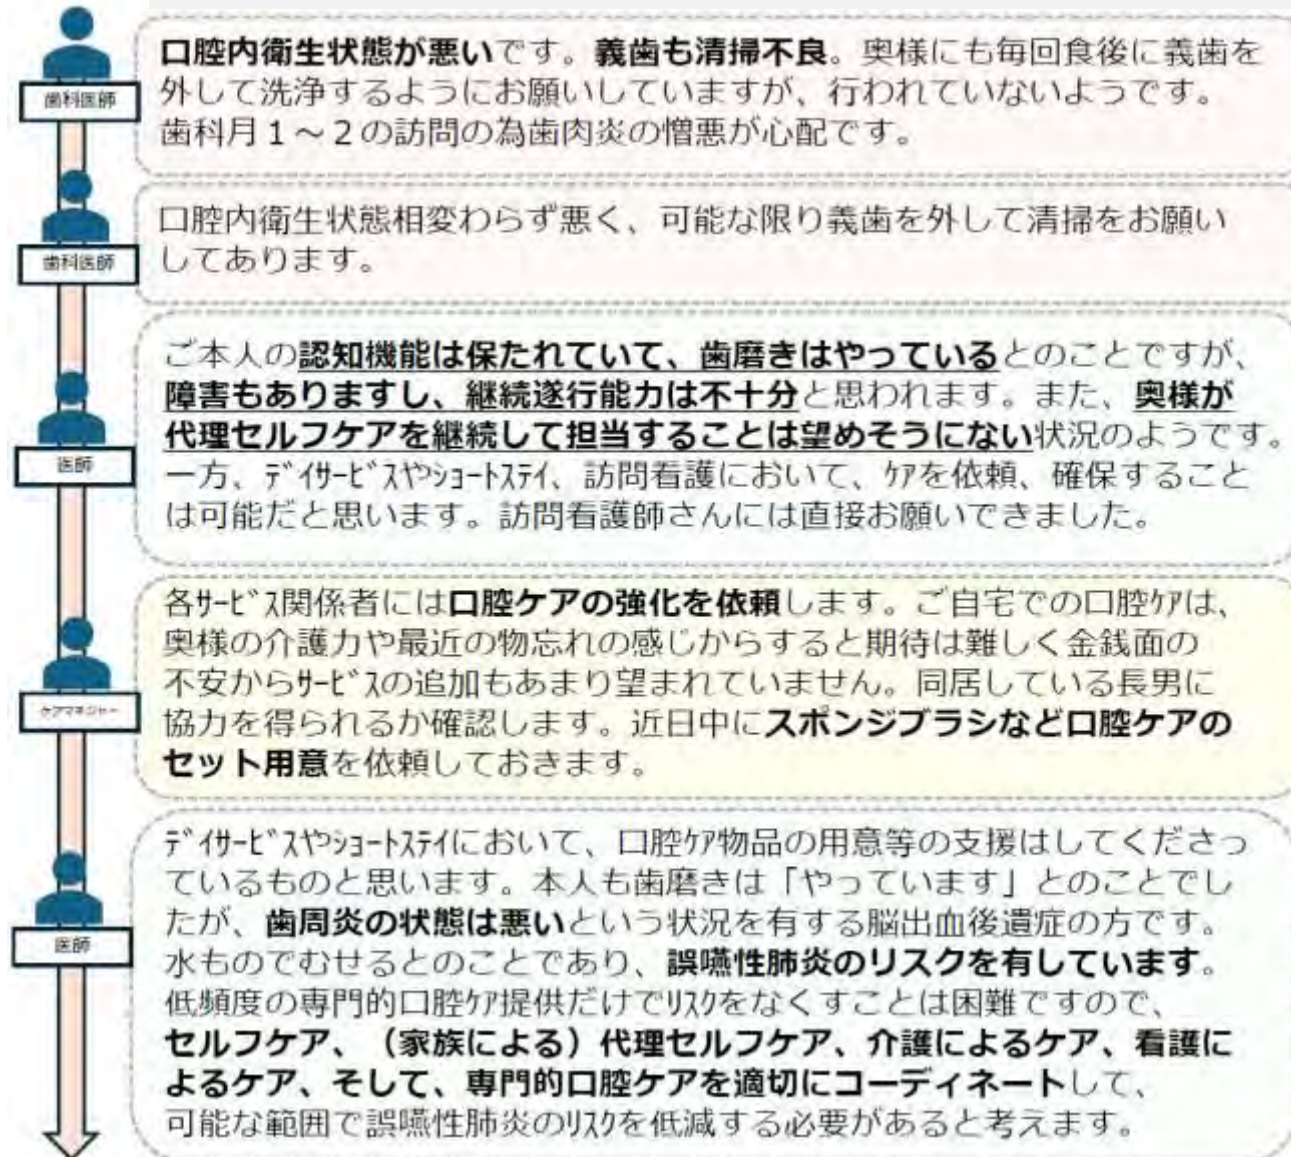 歯科医師
口腔内衛生状態が悪いです。義歯も清掃不良。奥様にも毎回食後に義歯を
外して洗浄するようにお願いしていますが、行われていないようです。
歯科月１～２の訪問の為歯肉炎の憎悪が心配です。
歯科医師
口腔内衛生状態相変わらず悪く、可能な限り義歯を外して清掃をお願い
してあります。
医師
ご本人の認知機能は保たれていて、歯磨きはやっているとのことですが、
障害もありますし、継続遂行能力は不十分と思われます。また、奥様が
代理セルフケアを継続して担当することは望めそうにない状況のようです。
一方、ﾃﾞｲｻｰﾋﾞｽやｼｮｰﾄｽﾃｲ、訪問看護において、ｹｱを依頼、確保すること
は可能だと思います。訪問看護師さんには直接お願いできました。
ケアマネジャー
各ｻｰﾋﾞｽ関係者には口腔ケアの強化を依頼します。ご自宅での口腔ｹｱは、
奥様の介護力や最近の物忘れの感じからすると期待は難しく金銭面の
不安からｻｰﾋﾞｽの追加もあまり望まれていません。同居している長男に
協力を得られるか確認します。近日中にスポンジブラシなど口腔ケアの
セット用意を依頼しておきます。
医師
ﾃﾞｲｻｰﾋﾞｽやｼｮｰﾄｽﾃｲにおいて、口腔ｹｱ物品の用意等の支援はしてくださっ
ているものと思います。本人も歯磨きは「やっています」とのことでし
たが、歯周炎の状態は悪いという状況を有する脳出血後遺症の方です。
水ものでむせるとのことであり、誤嚥性肺炎のリスクを有しています。
低頻度の専門的口腔ｹｱ提供だけでﾘｽｸをなくすことは困難ですので、
セルフケア、（家族による）代理セルフケア、介護によるケア、看護に
よるケア、そして、専門的口腔ケアを適切にコーディネートして、
可能な範囲で誤嚥性肺炎のﾘｽｸを低減する必要があると考えます。